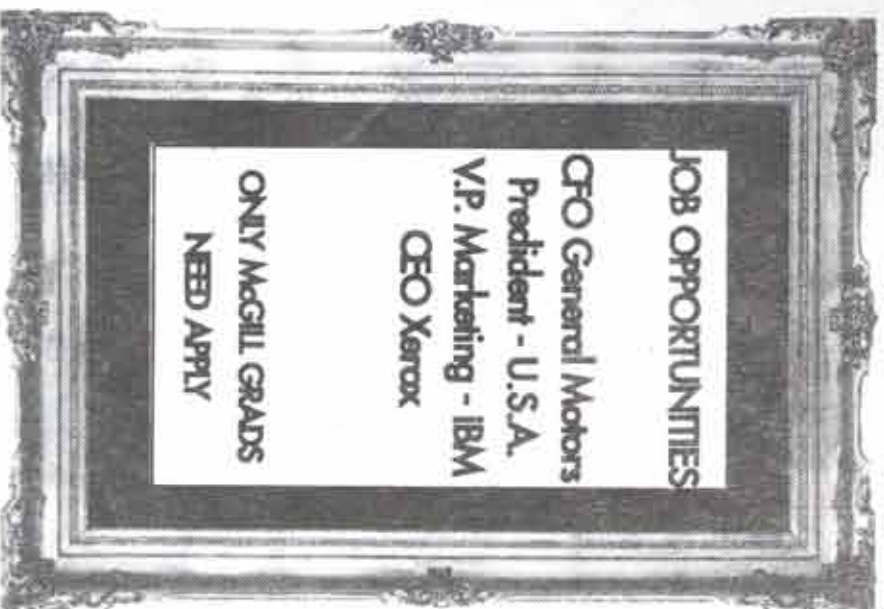 JOB OPPORTUNITIES
CFO General Motors
Predident - U.S.A.
V.P. Marketing - IBM
CEO Xerox
ONLY McGILL GRADS
NEED APPLY